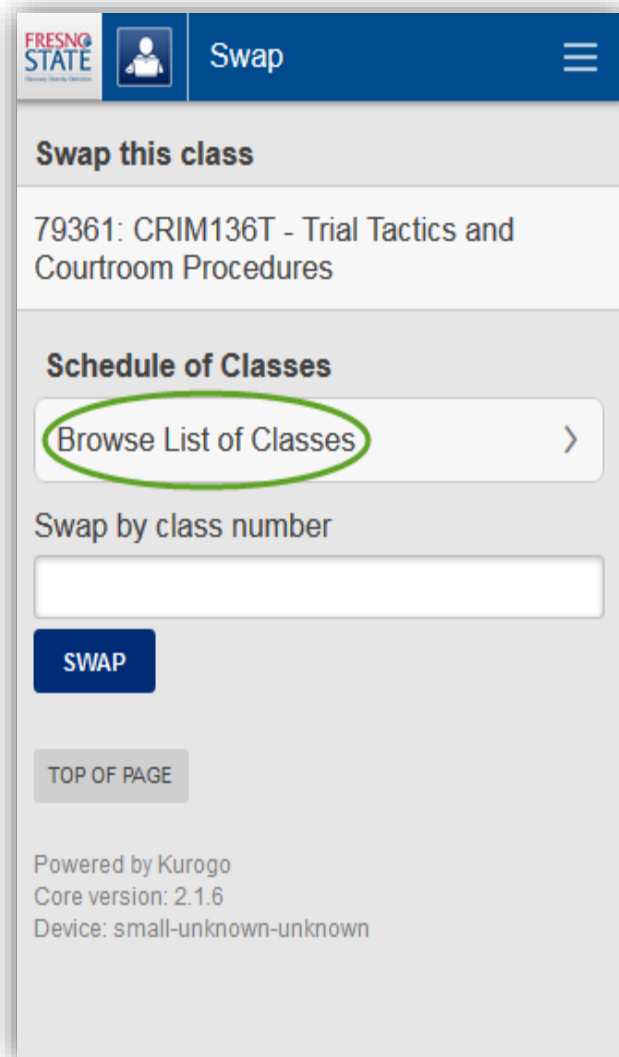 FRESNO
STATE
Swap
Swap this class
79361: CRIM136T - Trial Tactics and
Courtroom Procedures
Schedule of Classes
Browse List of Classes
Swap by class number
SWAP
TOP OF PAGE
Powered by Kurogo
Core version: 2.1.6
Device: small-unknown-unknown